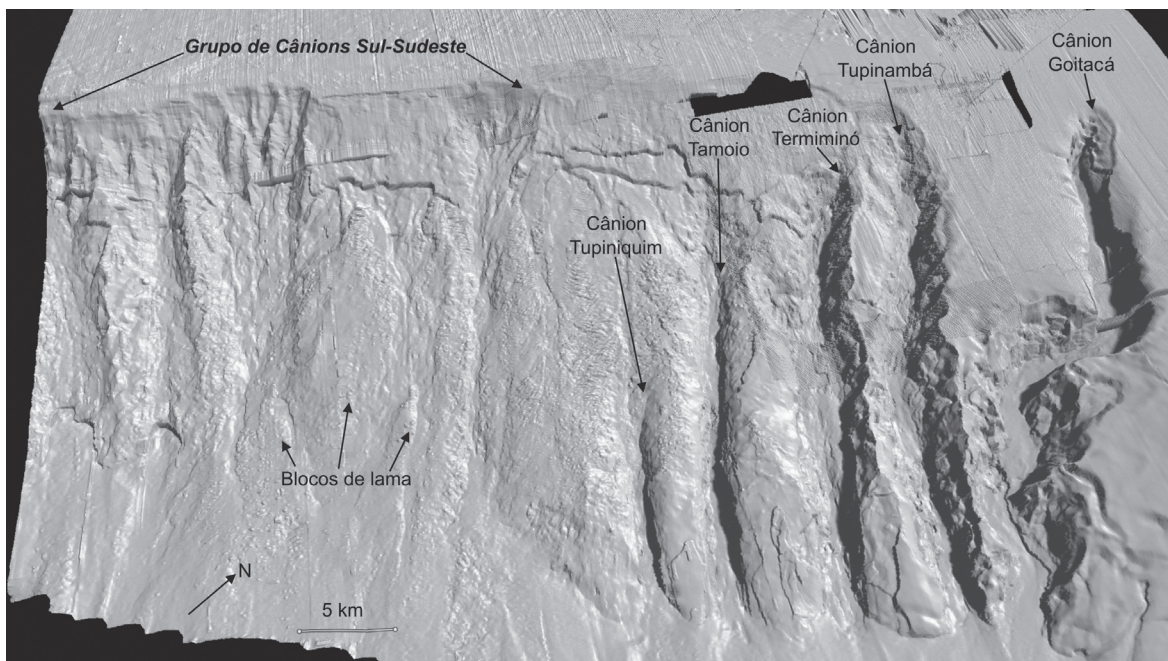 Grupo de Cânions Sul-Sudeste
Cânion
Goitacá
Cânion
Tupinambá
Cânion
Termiminó
Cânion
Tamoio
Cânion
Tupiniquim
Blocos de lama
N
5 km